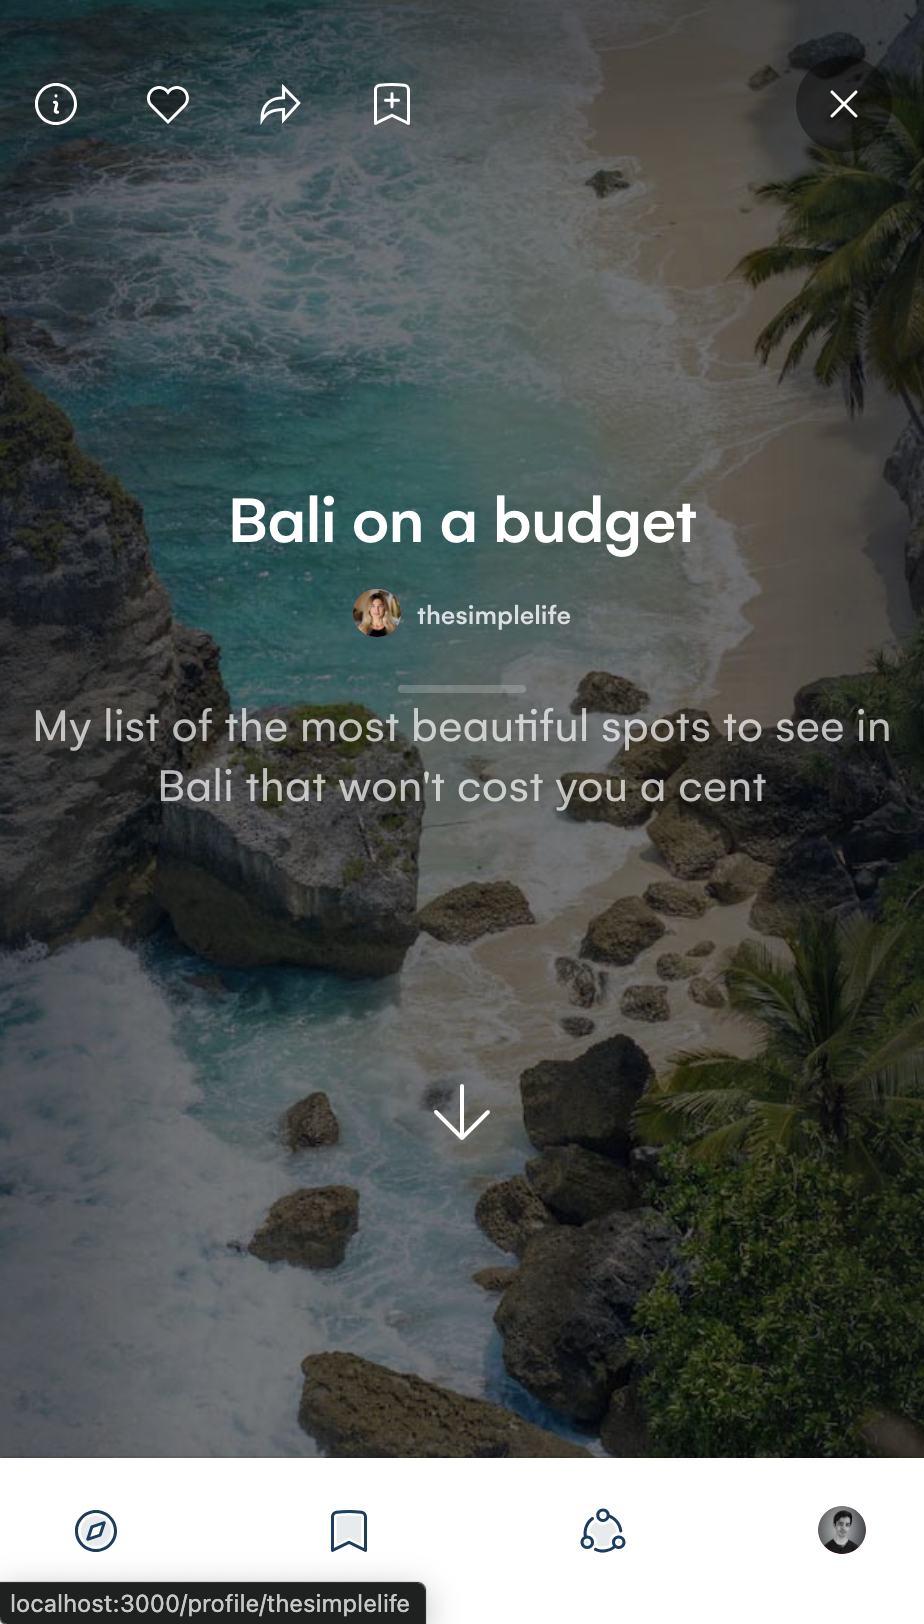 Bali on a budget
thesimplelife
My list of the most beautiful spots to see in
Bali that won't cost you a cent
localhost:3000/profile/thesimplelife